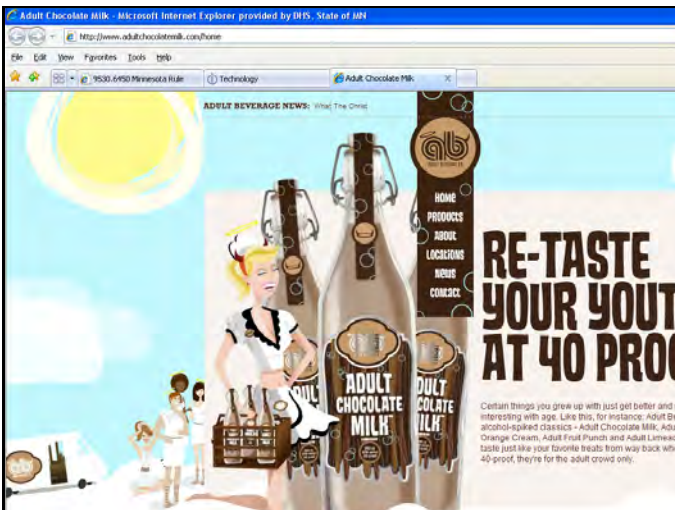 Adult Chocolate Milk - Microsoft Internet Explorer provided by DHS, State of MN
http://www.adultchocolatemilk.com/home
File Edit View Favorites Tools Help
9530.6450 Minnesota Rule
Technology
Adult Chocolate Milk
X
ADULT BEVERAGE NEWS: What The Christ
ab
HOME
PRODUCTS
ABOUT
LOCATIONS
NEWS
CONTACT
RE-TASTE
YOUR YOUT
AT 40 PROO
Certain things you grew up with just get better and
interesting with age. Like this, for instance: Adult Be
alcohol-spiked classics - Adult Chocolate Milk, Adu
Orange Cream, Adult Fruit Punch and Adult Limead
taste just like your favorite treats from way back whe
40-proof, they're for the adult crowd only.
ADULT
CHOCOLATE
MILK